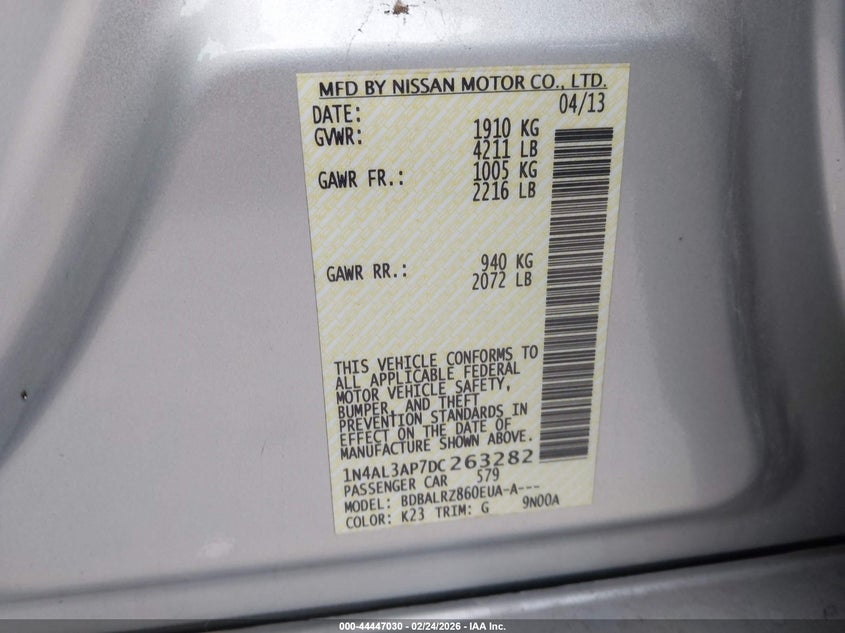 MFD BY NISSAN MOTOR CO., LTD.
DATE: 04/13
GVWR: 1910 KG
4211 LB
GAWR FR.: 1005 KG
2216 LB
GAWR RR.: 940 KG
2072 LB
THIS VEHICLE CONFORMS TO
ALL APPLICABLE FEDERAL
MOTOR VEHICLE SAFETY,
BUMPER, AND THEFT
PREVENTION STANDARDS IN
EFFECT ON THE DATE OF
MANUFACTURE SHOWN ABOVE.
1N4AL3AP7DC263282
PASSENGER CAR 579
MODEL: BDBALRZ860EUA-A---
COLOR: K23 TRIM: G 9N00A
000-44447030 - 02/24/2026 - IAA Inc.